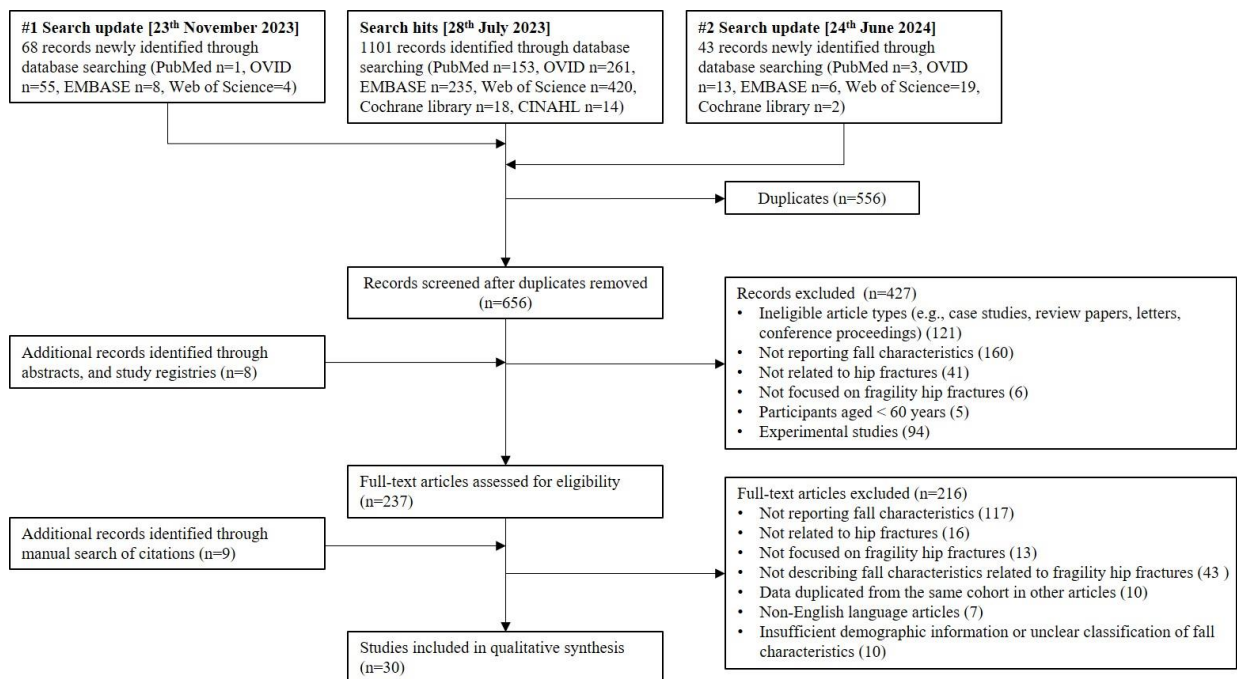 #1 Search update [23th November 2023]
68 records newly identified through
database searching (PubMed n=1, OVID
n=55, EMBASE n=8, Web of Science=4)
Search hits [28th July 2023]
1101 records identified through database
searching (PubMed n=153, OVID n=261,
EMBASE n=235, Web of Science n=420,
Cochrane library n=18, CINAHL n=14)
#2 Search update [24th June 2024]
43 records newly identified through
database searching (PubMed n=3, OVID
n=13, EMBASE n=6, Web of Science=19,
Cochrane library n=2)
Duplicates (n=556)
Records screened after duplicates removed
(n=656)
Records excluded (n=427)
• Ineligible article types (e.g., case studies, review papers, letters,
conference proceedings) (121)
• Not reporting fall characteristics (160)
• Not related to hip fractures (41)
• Not focused on fragility hip fractures (6)
• Participants aged < 60 years (5)
• Experimental studies (94)
Additional records identified through
abstracts, and study registries (n=8)
Full-text articles assessed for eligibility
(n=237)
Full-text articles excluded (n=216)
• Not reporting fall characteristics (117)
• Not related to hip fractures (16)
• Not focused on fragility hip fractures (13)
• Not describing fall characteristics related to fragility hip fractures (43 )
• Data duplicated from the same cohort in other articles (10)
• Non-English language articles (7)
• Insufficient demographic information or unclear classification of fall
characteristics (10)
Additional records identified through
manual search of citations (n=9)
Studies included in qualitative synthesis
(n=30)